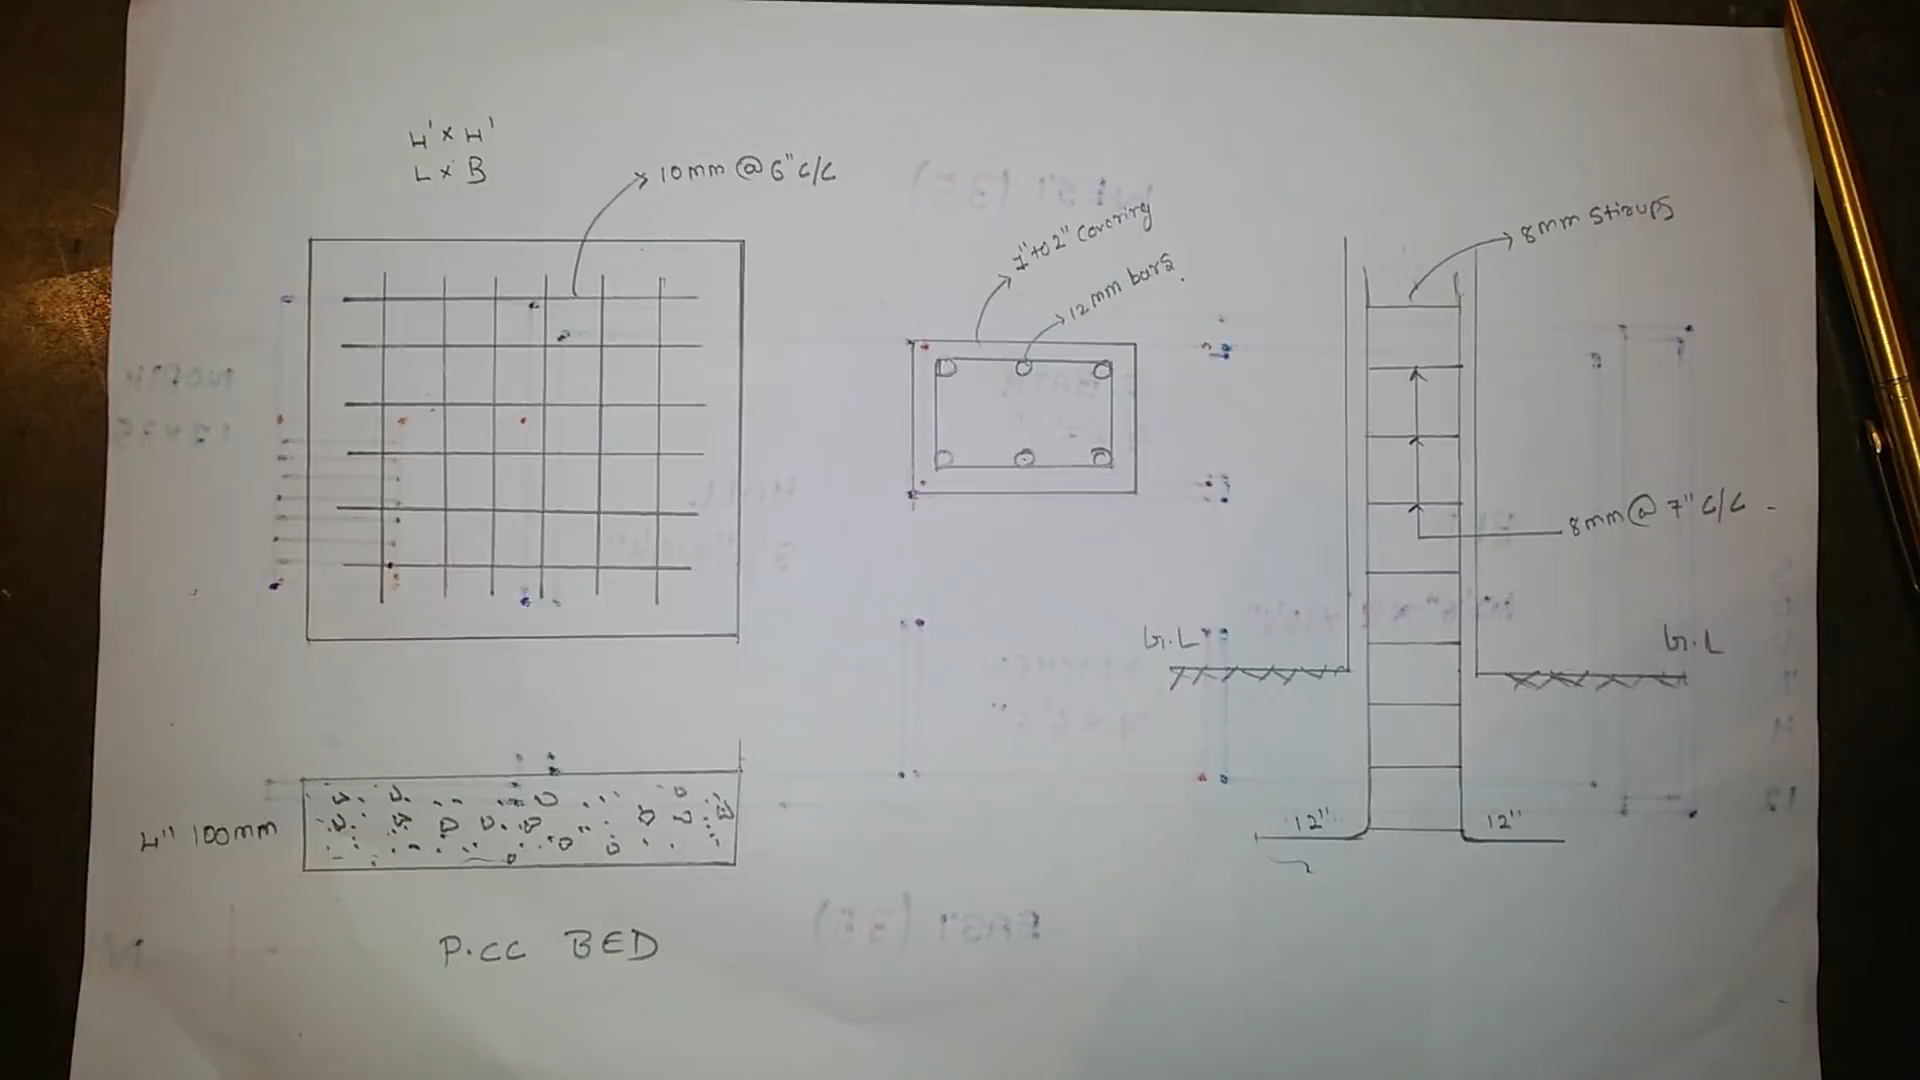 4' × 4'
L × B
10mm @ 6" c/c
1" to 2" covering
12mm bars.
8mm stirups
8mm @ 7" c/c
G.L
G.L
12"
12"
4" 100mm
P.CC BED